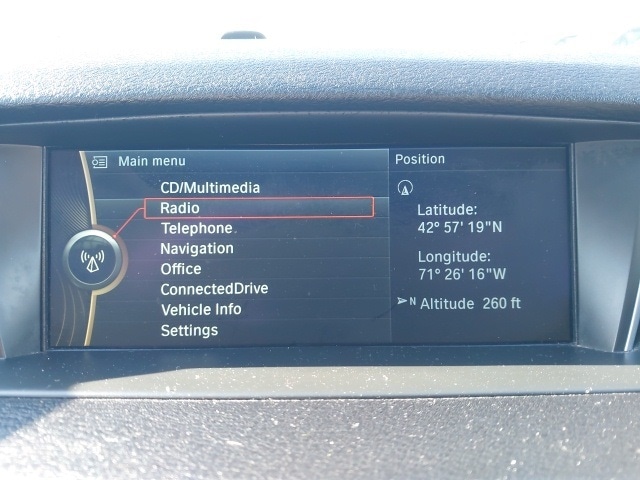 Main menu
CD/Multimedia
Radio
Telephone
Navigation
Office
ConnectedDrive
Vehicle Info
Settings
Position
Latitude:
42° 57' 19"N
Longitude:
71° 26' 16"W
N Altitude 260 ft